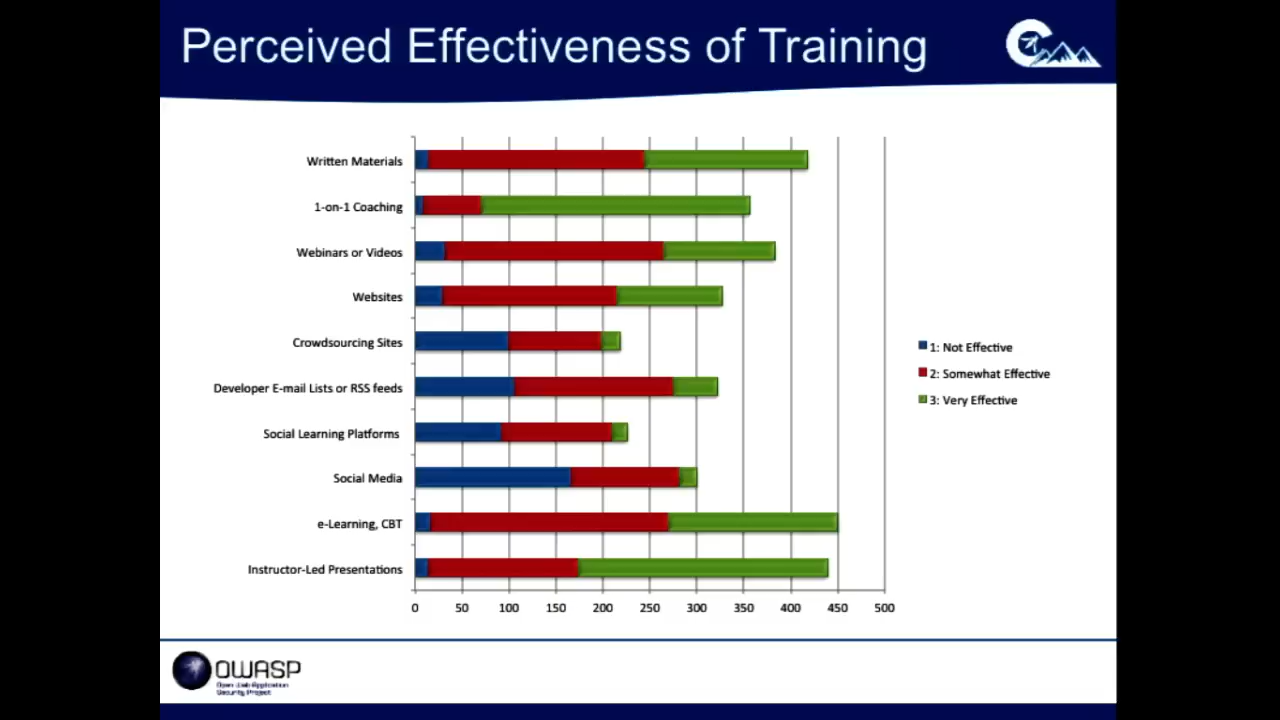 Perceived Effectiveness of Training
Written Materials
1-on-1 Coaching
Webinars or Videos
Websites
Crowdsourcing Sites
Developer E-mail Lists or RSS feeds
Social Learning Platforms
Social Media
e-Learning, CBT
Instructor-Led Presentations
0 50 100 150 200 250 300 350 400 450 500
1: Not Effective
2: Somewhat Effective
3: Very Effective
OWASP
Open Web Application
Security Project